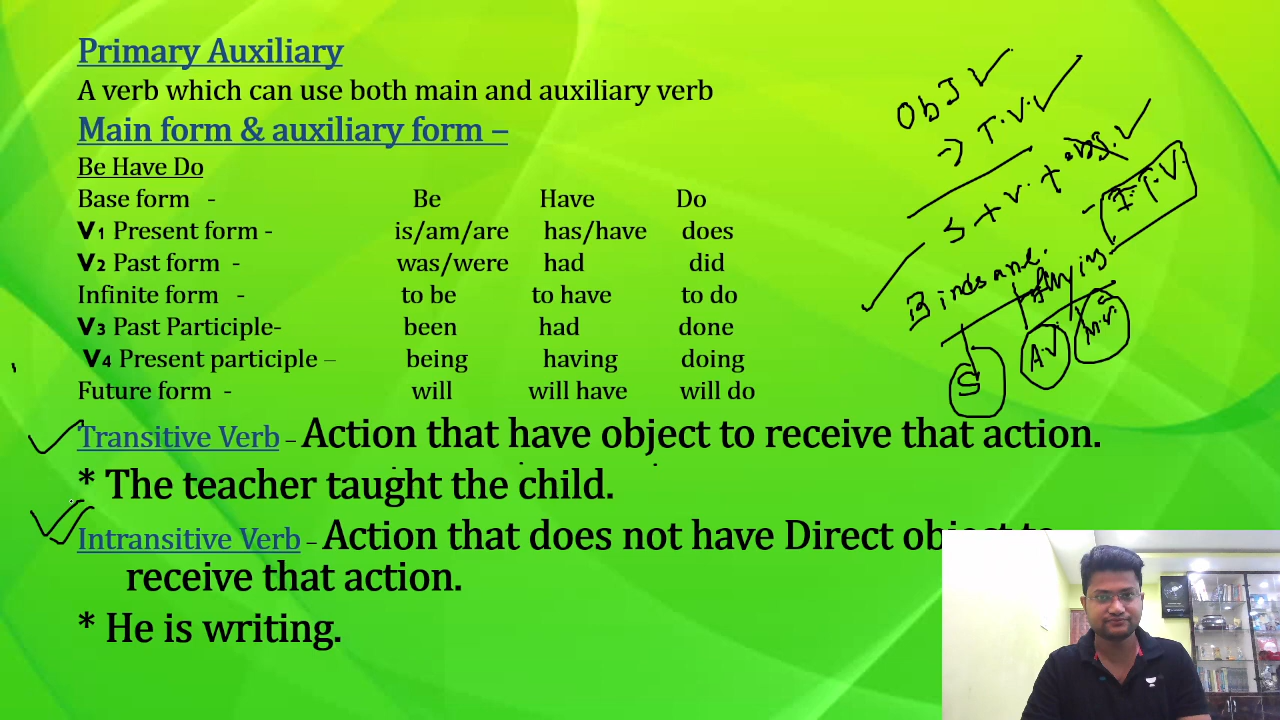 Primary Auxiliary
A verb which can use both main and auxiliary verb
Main form & auxiliary form –
Be Have Do
Base form - Be Have Do
V1 Present form - is/am/are has/have does
V2 Past form - was/were had did
Infinite form - to be to have to do
V3 Past Participle- been had done
V4 Present participle – being having doing
Future form - will will have will do
Transitive Verb – Action that have object to receive that action.
* The teacher taught the child.
Intransitive Verb – Action that does not have Direct object to
receive that action.
* He is writing.
Obj
→ T.V.
S + V. + obj.
- I.T.V.
Birds are flying
S A.V. M.V.